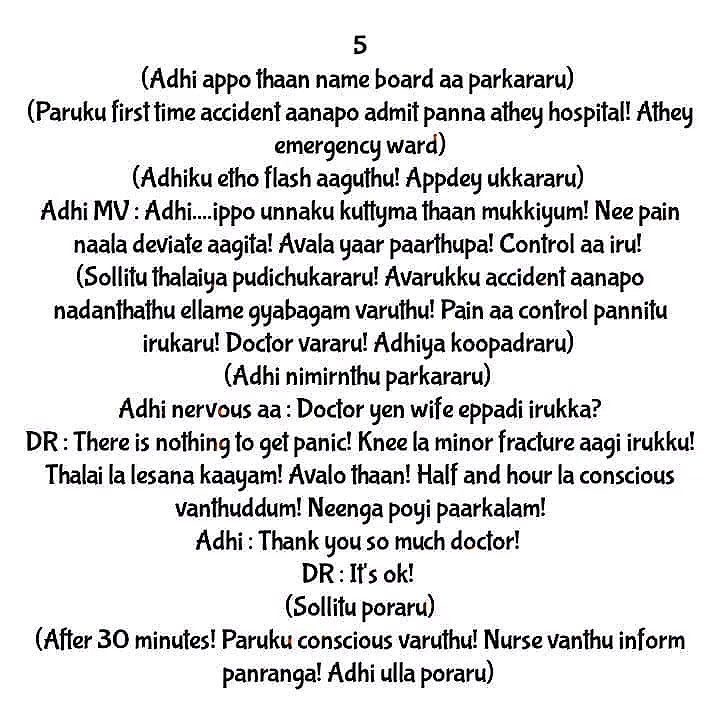 5
(Adhi appo thaan name board aa parkararu)
(Paruku first time accident aanapo admit panna athey hospital! Athey
emergency ward)
(Adhiku etho flash aaguthu! Appdey ukkararu)
Adhi MV : Adhi....ippo unnaku kuttyma thaan mukkiyum! Nee pain
naala deviate aagita! Avala yaar paarthupa! Control aa iru!
(Sollitu thalaiya pudichukararu! Avarukku accident aanapo
nadanthathu ellame gyabagam varuthu! Pain aa control pannitu
irukaru! Doctor vararu! Adhiya koopadraru)
(Adhi nimirnthu parkararu)
Adhi nervous aa : Doctor yen wife eppadi irukka?
DR : There is nothing to get panic! Knee la minor fracture aagi irukku!
Thalai la lesana kaayam! Avalo thaan! Half and hour la conscious
vanthuddum! Neenga poyi paarkalam!
Adhi : Thank you so much doctor!
DR : It's ok!
(Sollitu poraru)
(After 30 minutes! Paruku conscious varuthu! Nurse vanthu inform
panranga! Adhi ulla poraru)